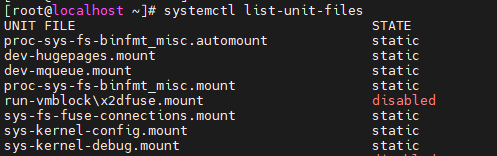 [root@localhost ~]# systemctl list-unit-files
UNIT FILE STATE
proc-sys-fs-binfmt_misc.automount static
dev-hugepages.mount static
dev-mqueue.mount static
proc-sys-fs-binfmt_misc.mount static
run-vmblock\x2dfuse.mount disabled
sys-fs-fuse-connections.mount static
sys-kernel-config.mount static
sys-kernel-debug.mount static